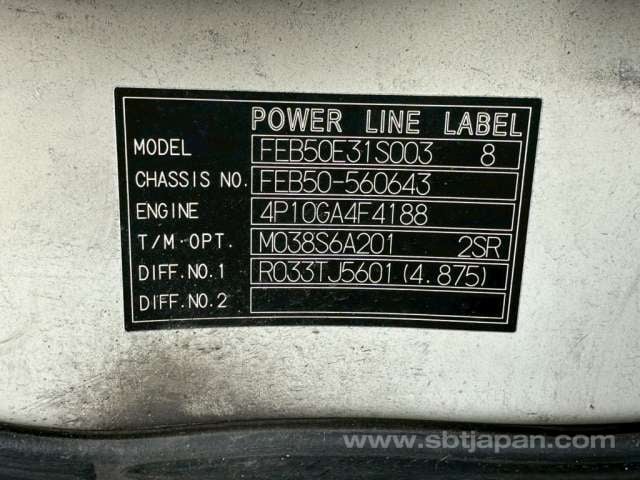 POWER LINE LABEL
MODEL FEB50E31S003 8
CHASSIS NO. FEB50-560643
ENGINE 4P10GA4F4188
T/M·OPT. M038S6A201 2SR
DIFF.NO.1 R033TJ5601(4.875)
DIFF.NO.2
www.sbtjapan.com